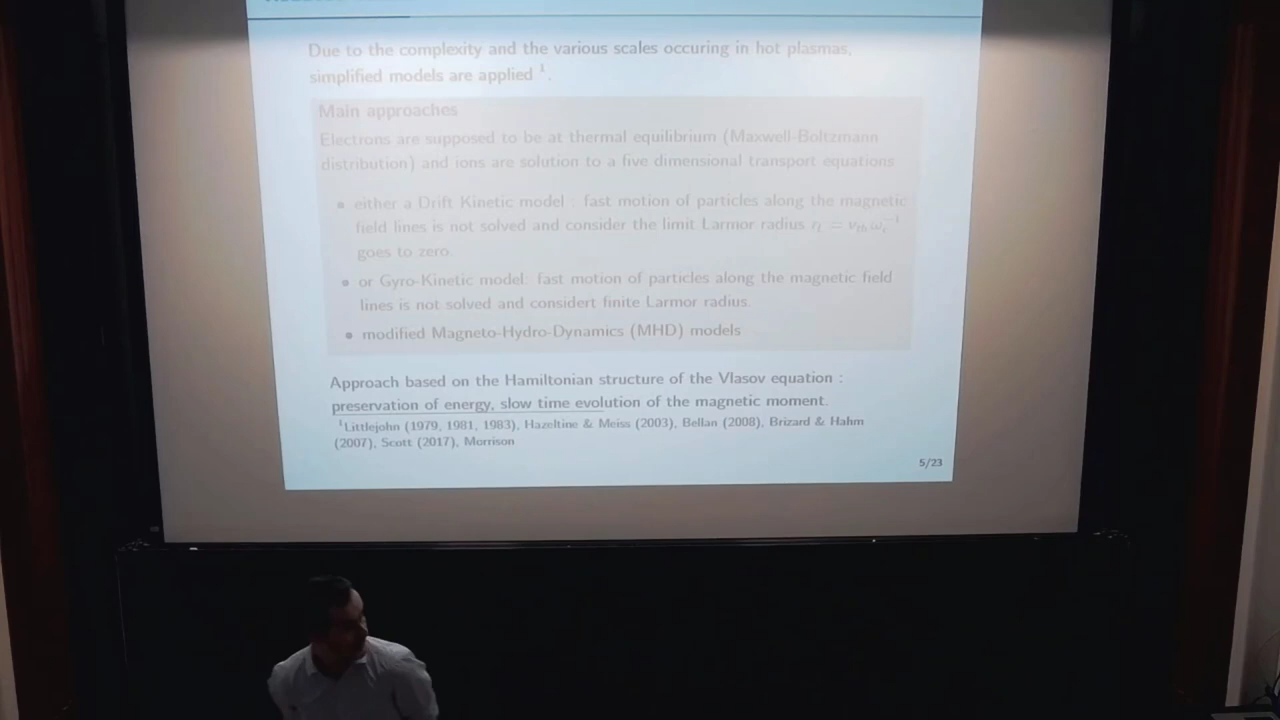 Due to the complexity and the various scales occuring in hot plasmas,
simplified models are applied ¹.
Main approaches
Electrons are supposed to be at thermal equilibrium (Maxwell-Boltzmann
distribution) and ions are solution to a five dimensional transport equations
• either a Drift Kinetic model : fast motion of particles along the magnetic
field lines is not solved and consider the limit Larmor radius
goes to zero.
• or Gyro-Kinetic model: fast motion of particles along the magnetic field
lines is not solved and considert finite Larmor radius.
• modified Magneto-Hydro-Dynamics (MHD) models
Approach based on the Hamiltonian structure of the Vlasov equation :
preservation of energy, slow time evolution of the magnetic moment.
¹Littlejohn (1979, 1981, 1983), Hazeltine & Meiss (2003), Bellan (2008), Brizard & Hahm
(2007), Scott (2017), Morrison
5/23